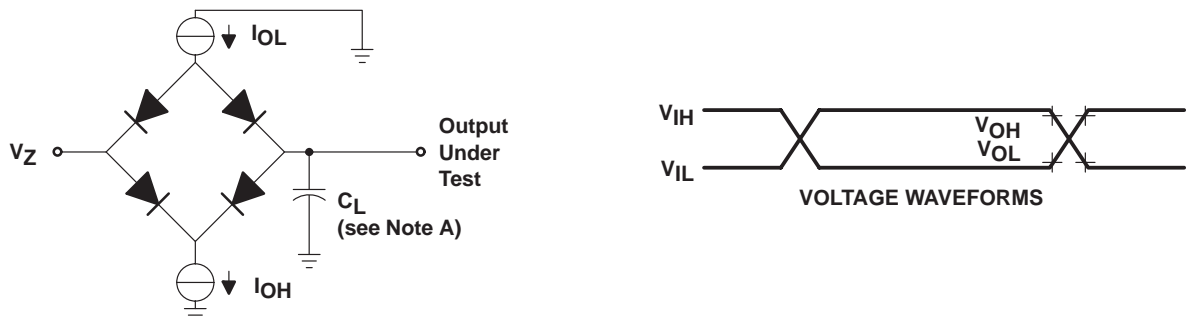 IOL
VZ
Output
Under
Test
CL
(see Note A)
IOH
VIH
VIL
VOH
VOL
VOLTAGE WAVEFORMS